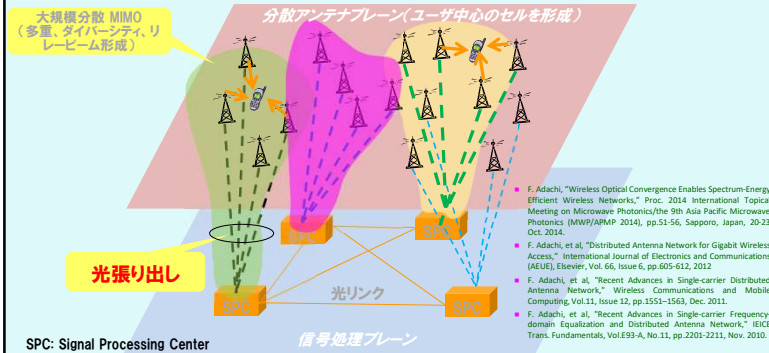 大規模分散 MIMO
(多重、ダイバーシティ、リ
レービーム形成)
分散アンテナプレーン(ユーザ中心のセルを形成)
SPC
SPC
SPC
SPC
光張り出し
光リンク
信号処理プレーン
SPC: Signal Processing Center
F. Adachi, "Wireless Optical Convergence Enables Spectrum-Energy
Efficient Wireless Networks," Proc. 2014 International Topical
Meeting on Microwave Photonics/the 9th Asia Pacific Microwave
Photonics (MWP/APMP 2014), pp.51-56, Sapporo, Japan, 20-23
Oct. 2014.
F. Adachi, et al, "Distributed Antenna Network for Gigabit Wireless
Access," International Journal of Electronics and Communications
(AEUE), Elsevier, Vol. 66, Issue 6, pp.605-612, 2012
F. Adachi, et al, "Recent Advances in Single-carrier Distributed
Antenna Network," Wireless Communications and Mobile
Computing, Vol.11, Issue 12, pp.1551–1563, Dec. 2011.
F. Adachi, et al, "Recent Advances in Single-carrier Frequency-
domain Equalization and Distributed Antenna Network," IEICE
Trans. Fundamentals, Vol.E93-A, No.11, pp.2201-2211, Nov. 2010.